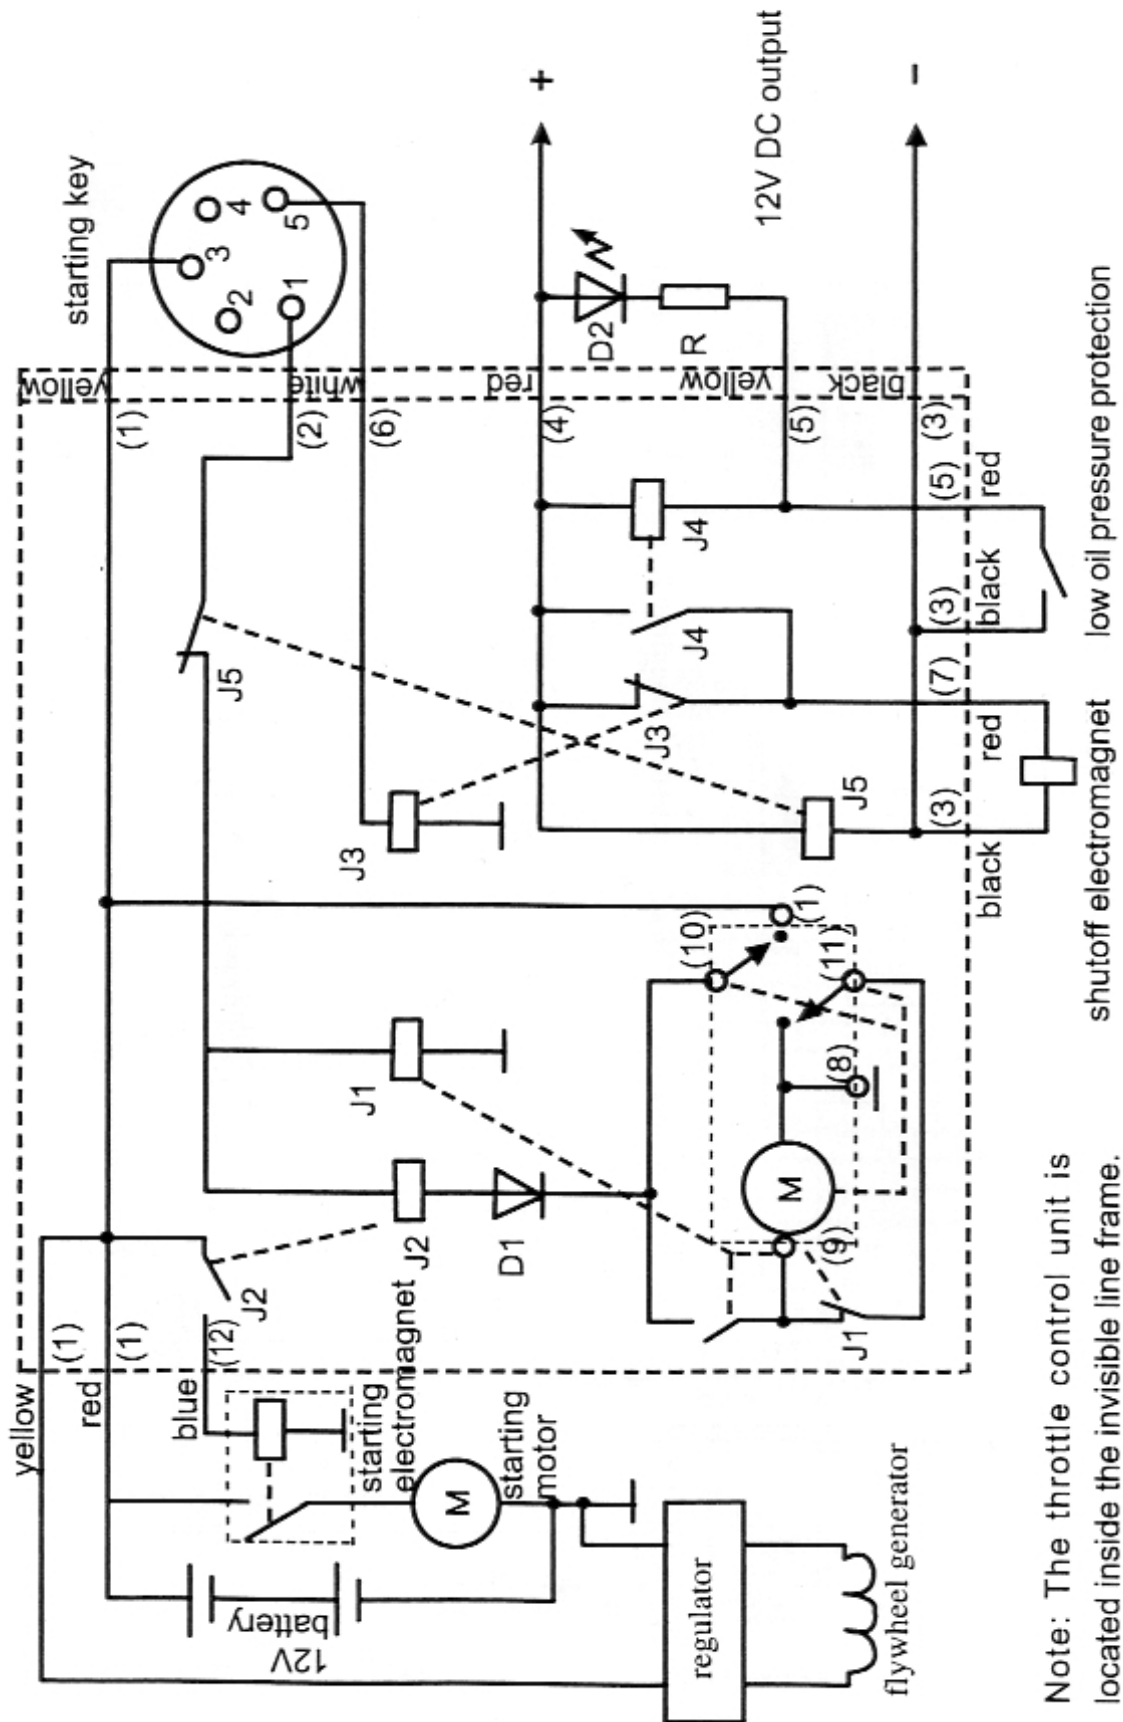 starting key
1
2
3
4
5
+
12V DC output
−
D2
R
yellow
white
red
yellow
black
(1)
(2)
(6)
(4)
(5)
(3)
J5
J3
J4
J4
J3
J5
(5)
red
(3)
black
(7)
red
(3)
black
low oil pressure protection
shutoff electromagnet
J1
J2
D1
J2
(10)
(1)
(11)
(8)
M
(9)
J1
(1)
yellow
(1)
red
(12)
blue
starting
electromagnet
M
starting
motor
12V
battery
regulator
flywheel generator
Note: The throttle control unit is
located inside the invisible line frame.